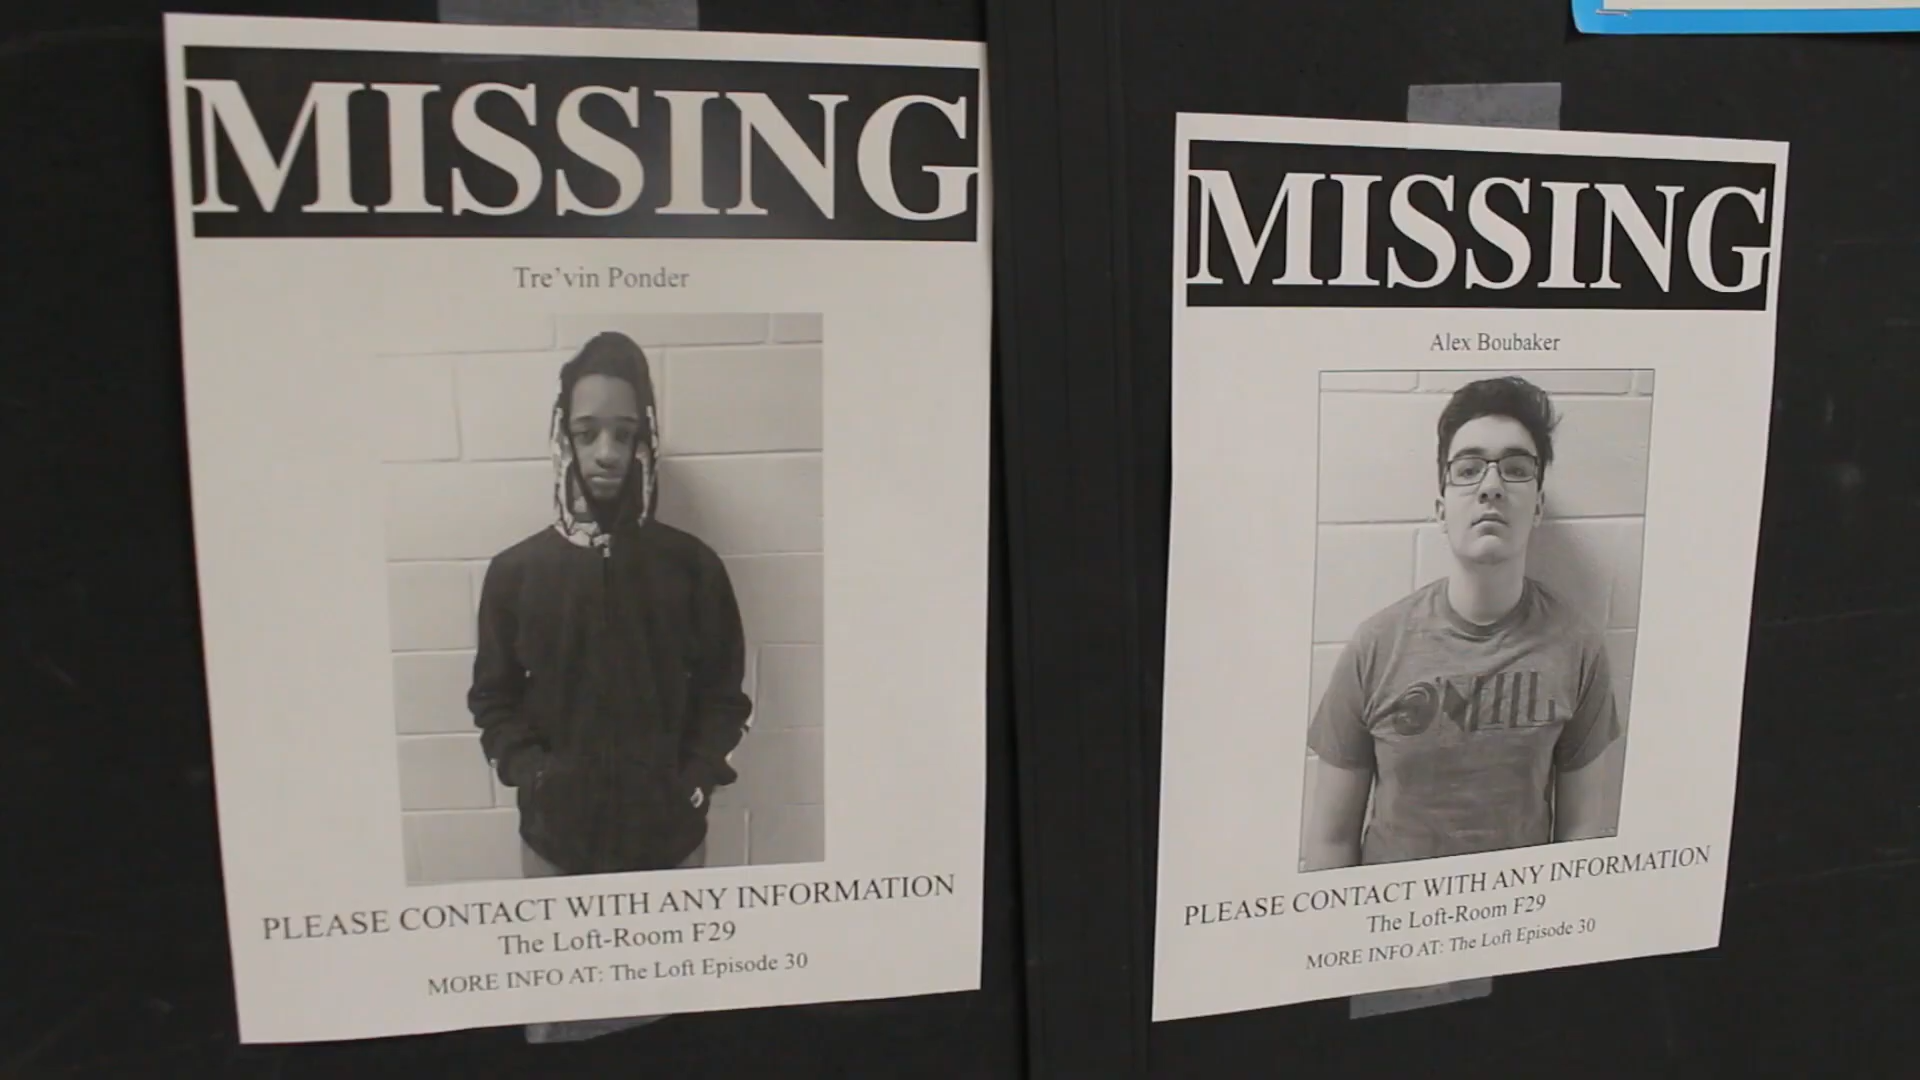 MISSING
Tre'vin Ponder
PLEASE CONTACT WITH ANY INFORMATION
The Loft-Room F29
MORE INFO AT: The Loft Episode 30
MISSING
Alex Boubaker
O'NEILL
PLEASE CONTACT WITH ANY INFORMATION
The Loft-Room F29
MORE INFO AT: The Loft Episode 30